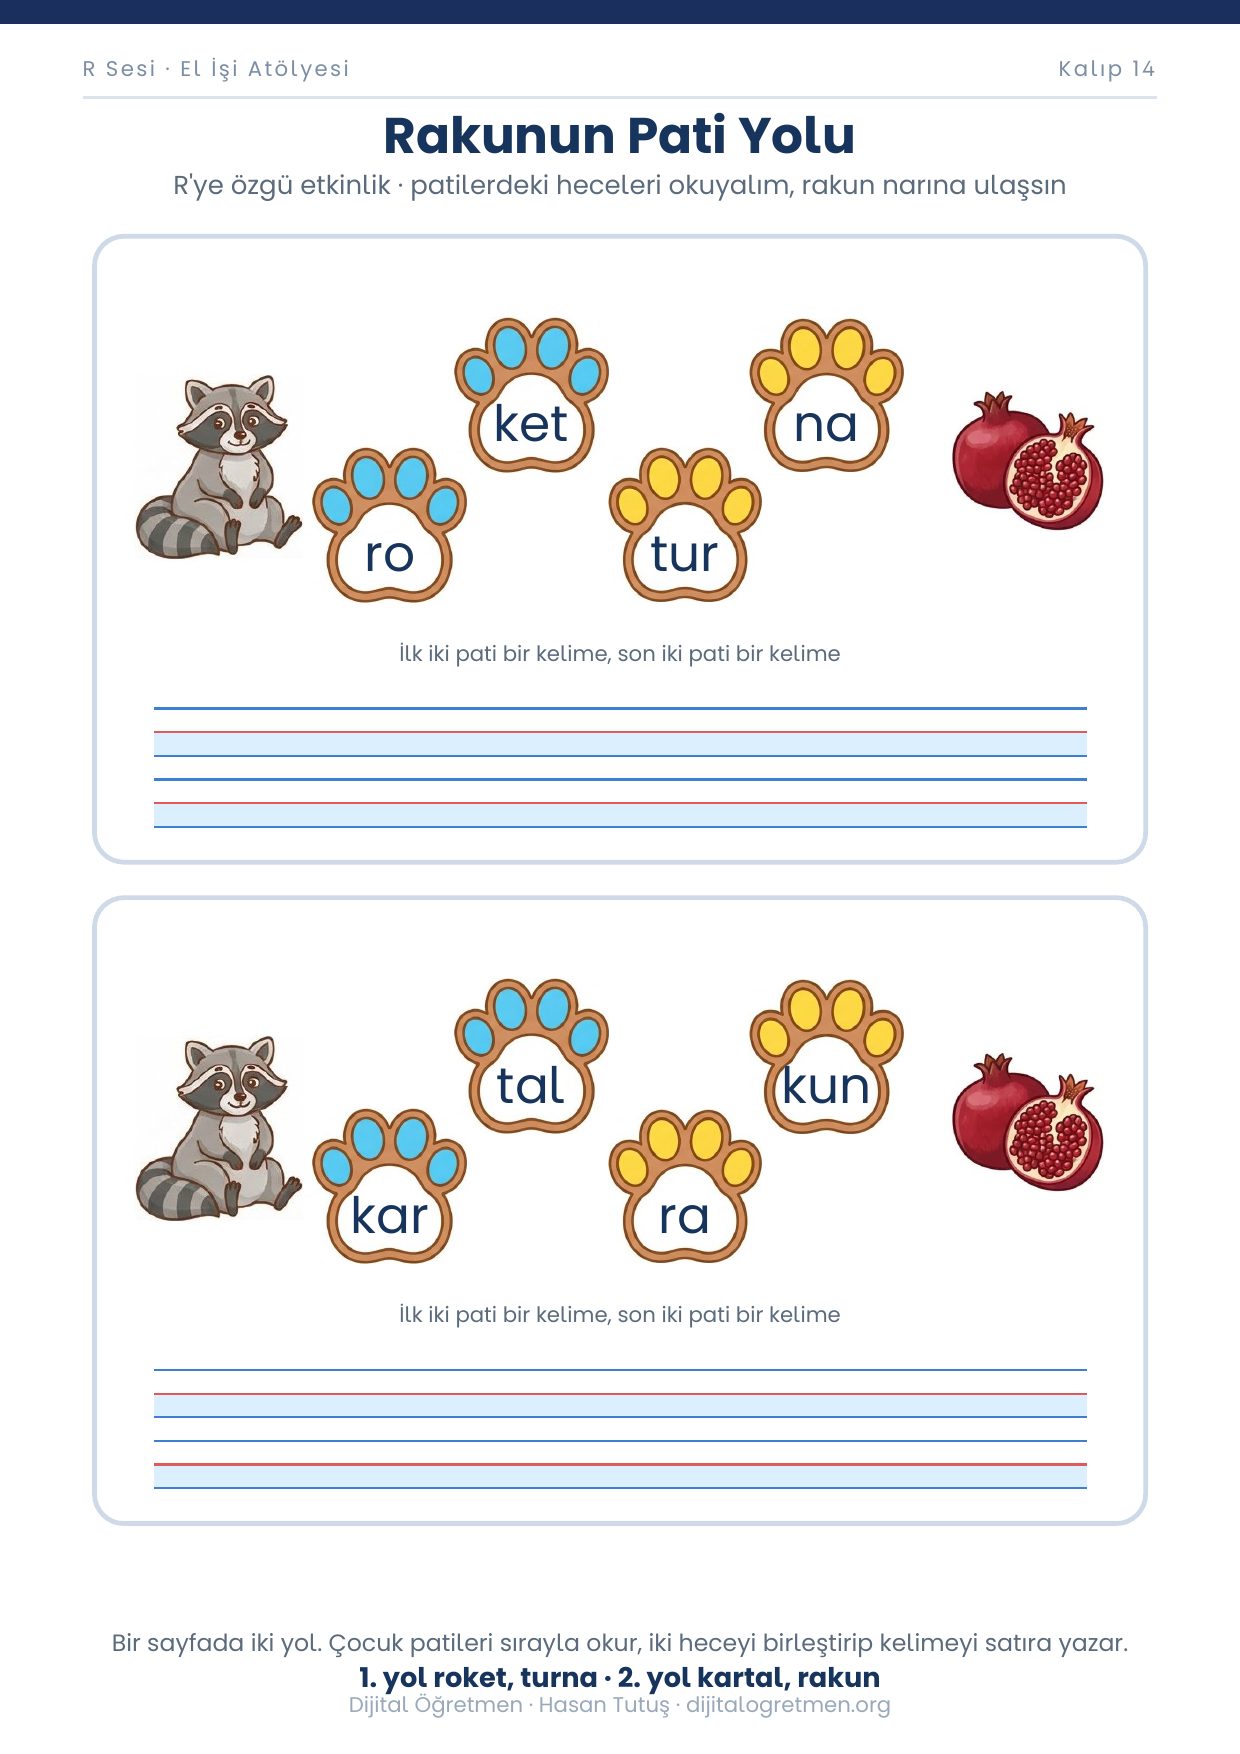 R Sesi · El İşi Atölyesi
Kalıp 14
Rakunun Pati Yolu
R'ye özgü etkinlik · patilerdeki heceleri okuyalım, rakun narına ulaşsın
ro
ket
tur
na
İlk iki pati bir kelime, son iki pati bir kelime
kar
tal
ra
kun
İlk iki pati bir kelime, son iki pati bir kelime
Bir sayfada iki yol. Çocuk patileri sırayla okur, iki heceyi birleştirip kelimeyi satıra yazar.
1. yol roket, turna · 2. yol kartal, rakun
Dijital Öğretmen · Hasan Tutuş · dijitalogretmen.org